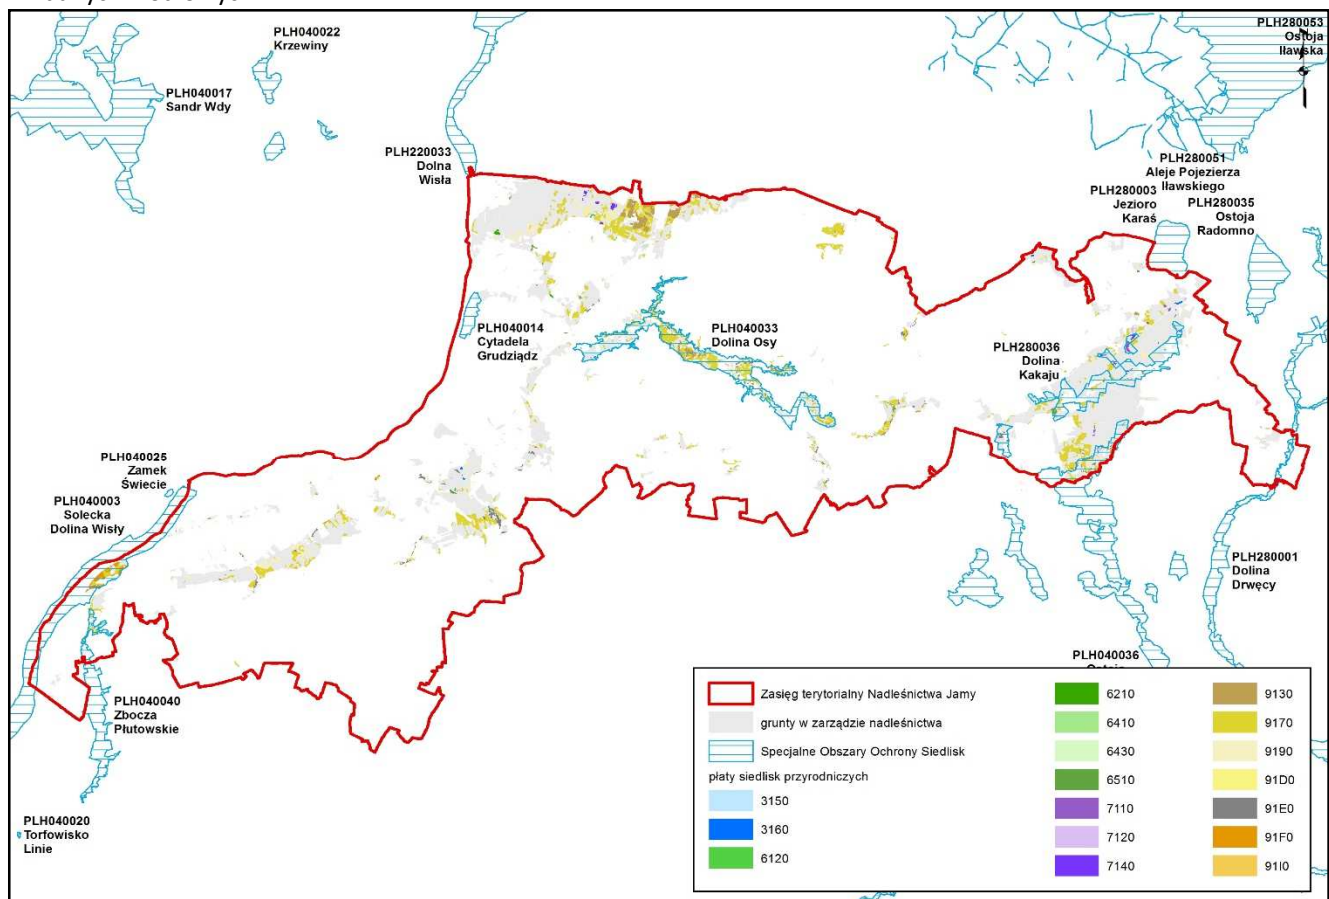 PLH040022
Krzewiny
PLH280053
Ostoja
Iławska
PLH040017
Sandr Wdy
PLH220033
Dolna
Wisła
PLH280051
Aleje Pojezierza
Iławskiego
PLH280003
Jezioro
Karaś
PLH280035
Ostoja
Radomno
PLH040014
Cytadela
Grudziądz
PLH040033
Dolina Osy
PLH280036
Dolina
Kakaju
PLH040025
Zamek
Świecie
PLH040003
Solecka
Dolina Wisły
PLH280001
Dolina
Drwęcy
PLH040036
PLH040040
Zbocza
Płutowskie
PLH040020
Torfowisko
Linie
Zasięg terytorialny Nadleśnictwa Jamy
grunty w zarządzie nadleśnictwa
Specjalne Obszary Ochrony Siedlisk
płaty siedlisk przyrodniczych
3150
3160
6120
6210
6410
6430
6510
7110
7120
7140
9130
9170
9190
91D0
91E0
91F0
91I0